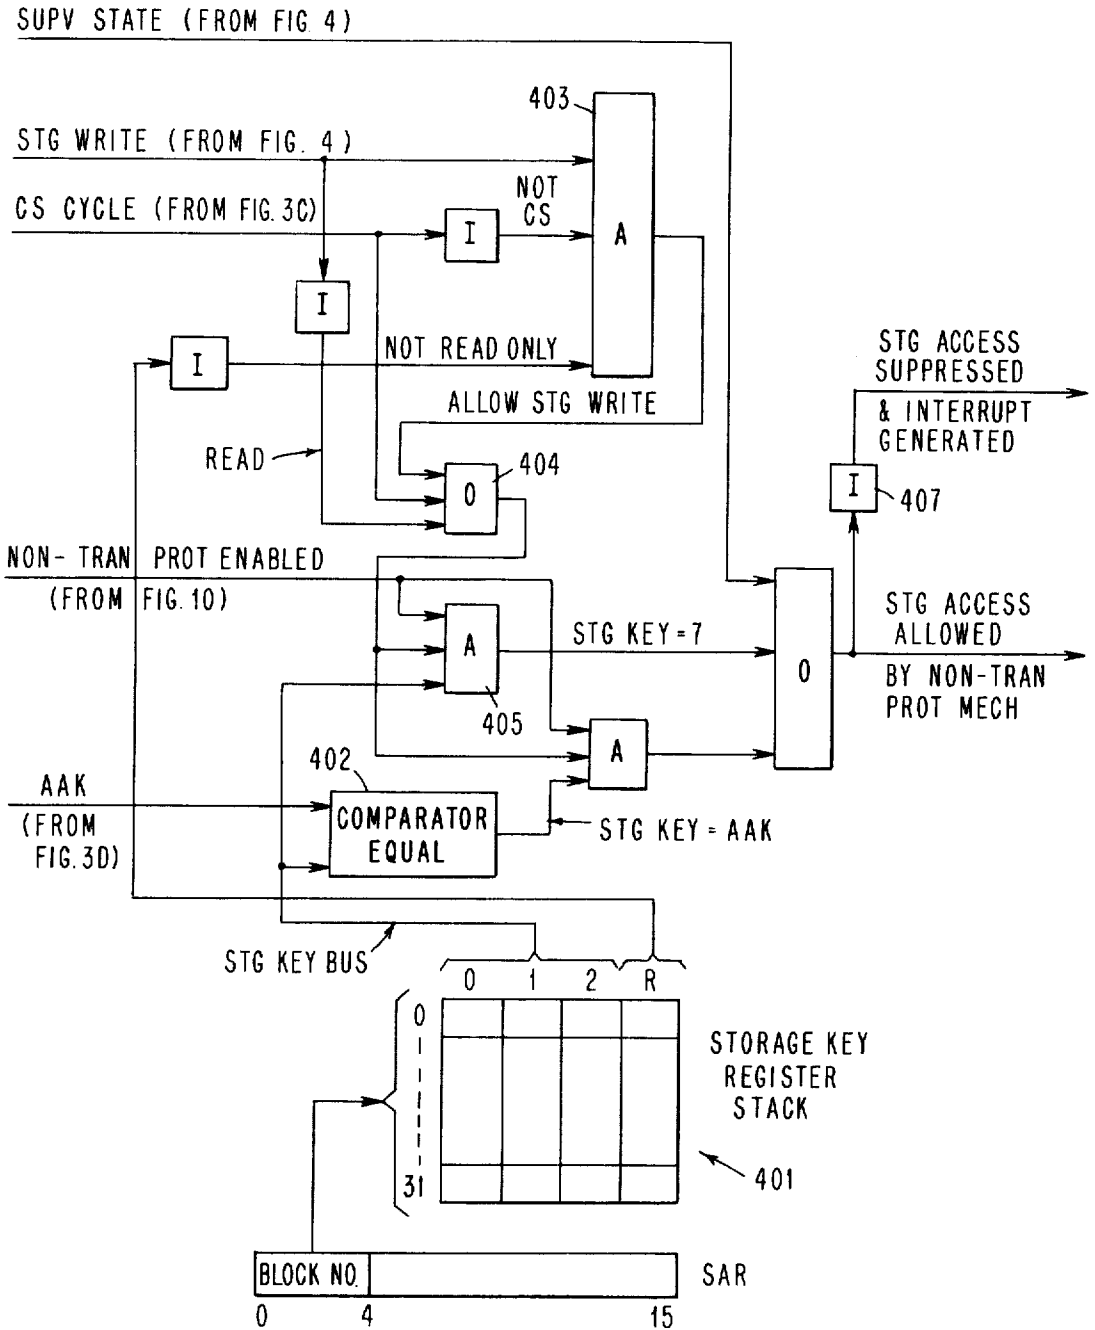 SUPV STATE (FROM FIG. 4)
403
STG WRITE (FROM FIG. 4)
NOT
CS
CS CYCLE (FROM FIG. 3C)
I
A
I
I
NOT READ ONLY
STG ACCESS
SUPPRESSED
& INTERRUPT
GENERATED
ALLOW STG WRITE
READ
404
O
I
407
NON-TRAN PROT ENABLED
(FROM FIG. 10)
A
STG KEY = 7
405
O
STG ACCESS
ALLOWED
BY NON-TRAN
PROT MECH
A
402
AAK
(FROM
FIG. 3D)
COMPARATOR
EQUAL
STG KEY = AAK
STG KEY BUS
0 1 2 R
0
31
STORAGE KEY
REGISTER
STACK
401
BLOCK NO.
SAR
0 4 15